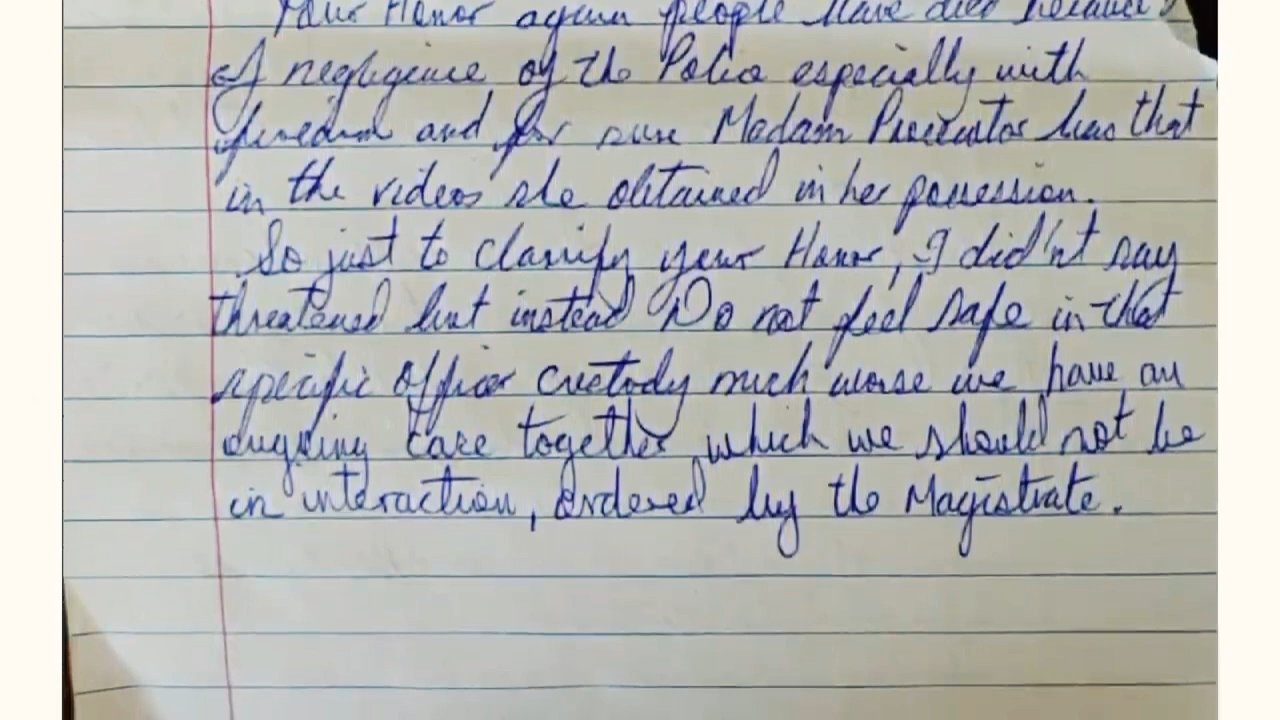 Your Honor again people have died because
of negligence of the Police especially with
firearm and for sure Madam Prosecutor has that
in the videos she obtained in her possession.
So just to clarify your Honor, I did'nt say
threatened but instead Do not feel safe in that
specific officer custody much worse we have an
ongoing case together which we should not be
in interaction, ordered by the Magistrate.